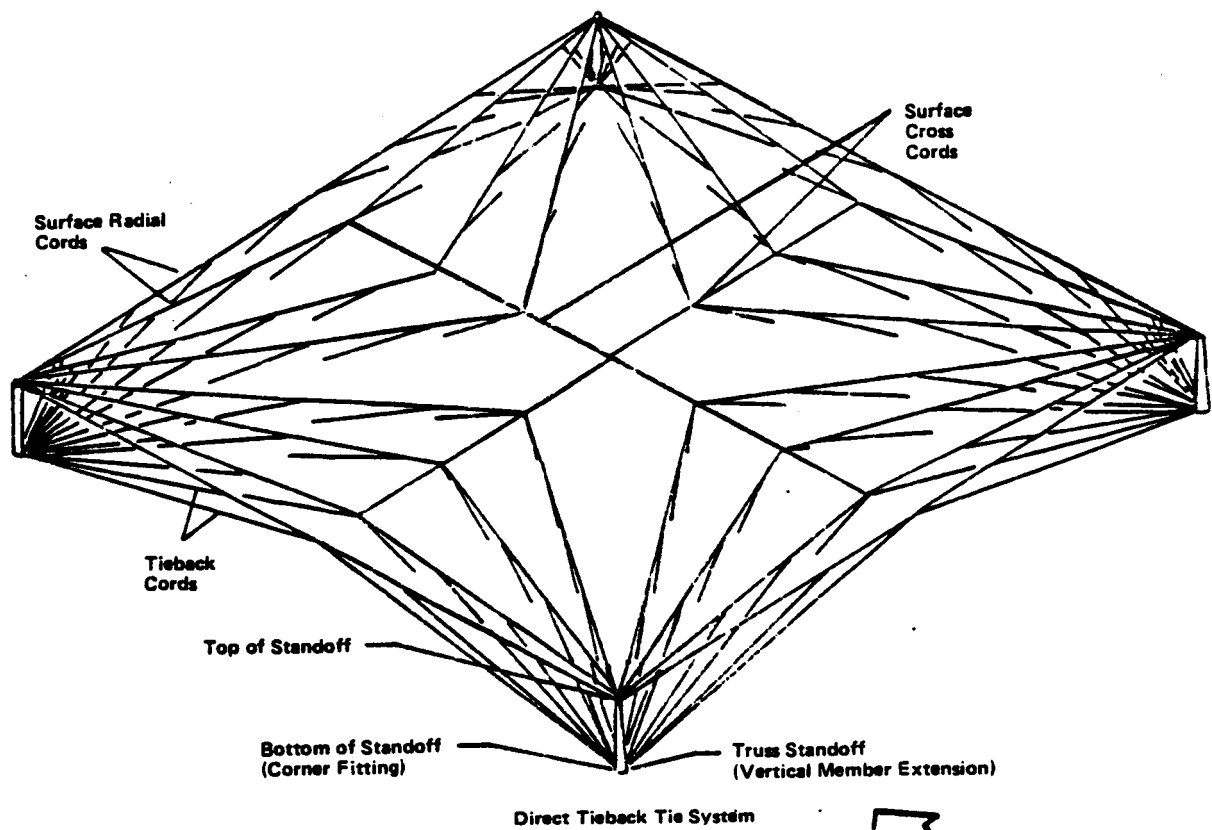 Surface
Cross
Cords
Surface Radial
Cords
Tieback
Cords
Top of Standoff
Bottom of Standoff
(Corner Fitting)
Truss Standoff
(Vertical Member Extension)
Direct Tieback Tie System